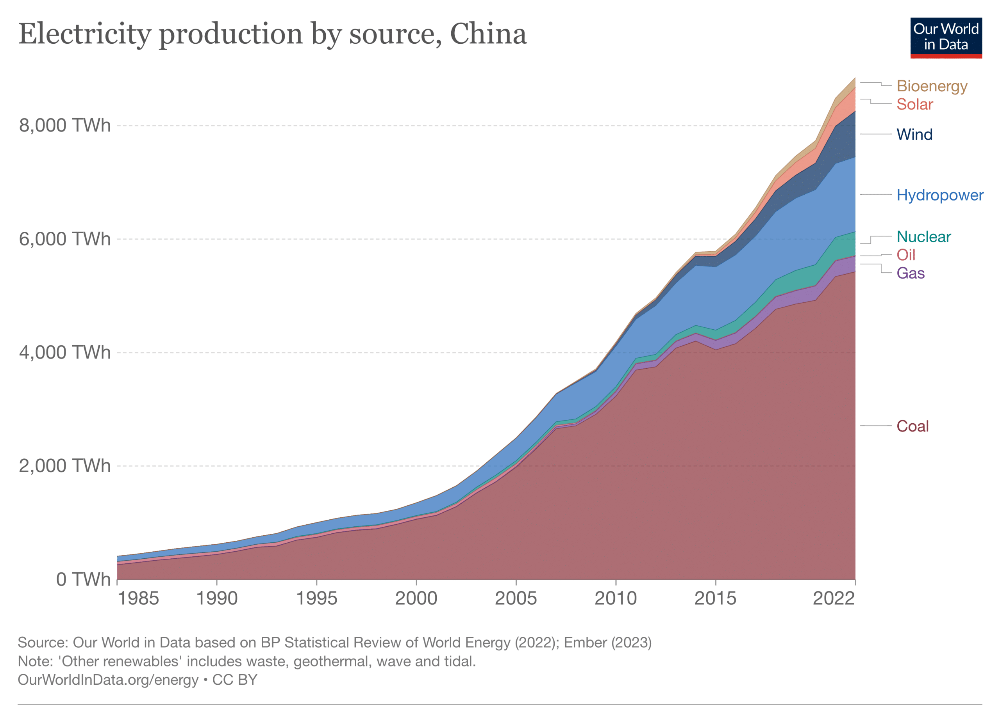 Electricity production by source, China
Our World
in Data
Bioenergy
Solar
8,000 TWh
Wind
Hydropower
6,000 TWh
Nuclear
Oil
Gas
4,000 TWh
Coal
2,000 TWh
0 TWh
1985 1990 1995 2000 2005 2010 2015 2022
Source: Our World in Data based on BP Statistical Review of World Energy (2022); Ember (2023)
Note: 'Other renewables' includes waste, geothermal, wave and tidal.
OurWorldInData.org/energy • CC BY